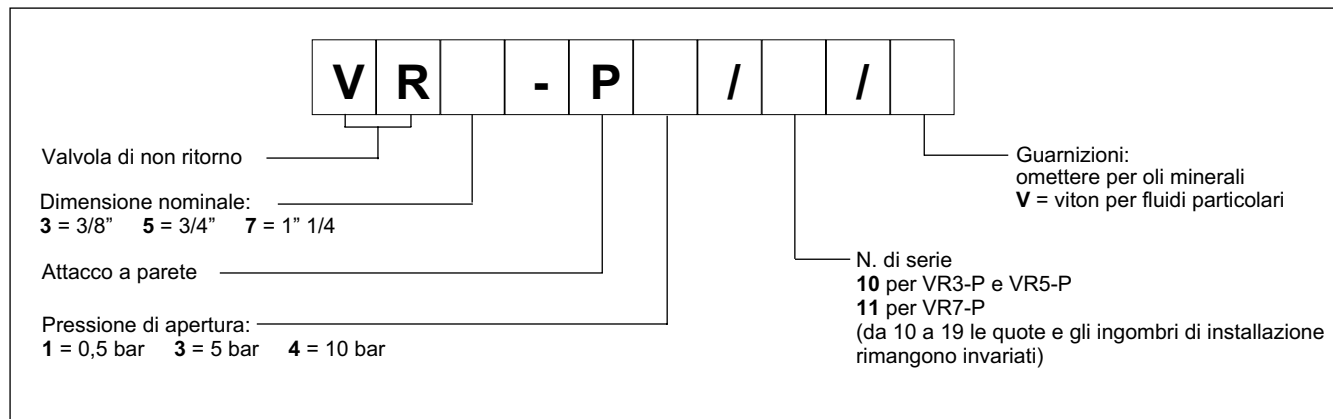 V R - P / /
Valvola di non ritorno
Dimensione nominale:
3 = 3/8” 5 = 3/4” 7 = 1” 1/4
Attacco a parete
Pressione di apertura:
1 = 0,5 bar 3 = 5 bar 4 = 10 bar
Guarnizioni:
omettere per oli minerali
V = viton per fluidi particolari
N. di serie
10 per VR3-P e VR5-P
11 per VR7-P
(da 10 a 19 le quote e gli ingombri di installazione
rimangono invariati)